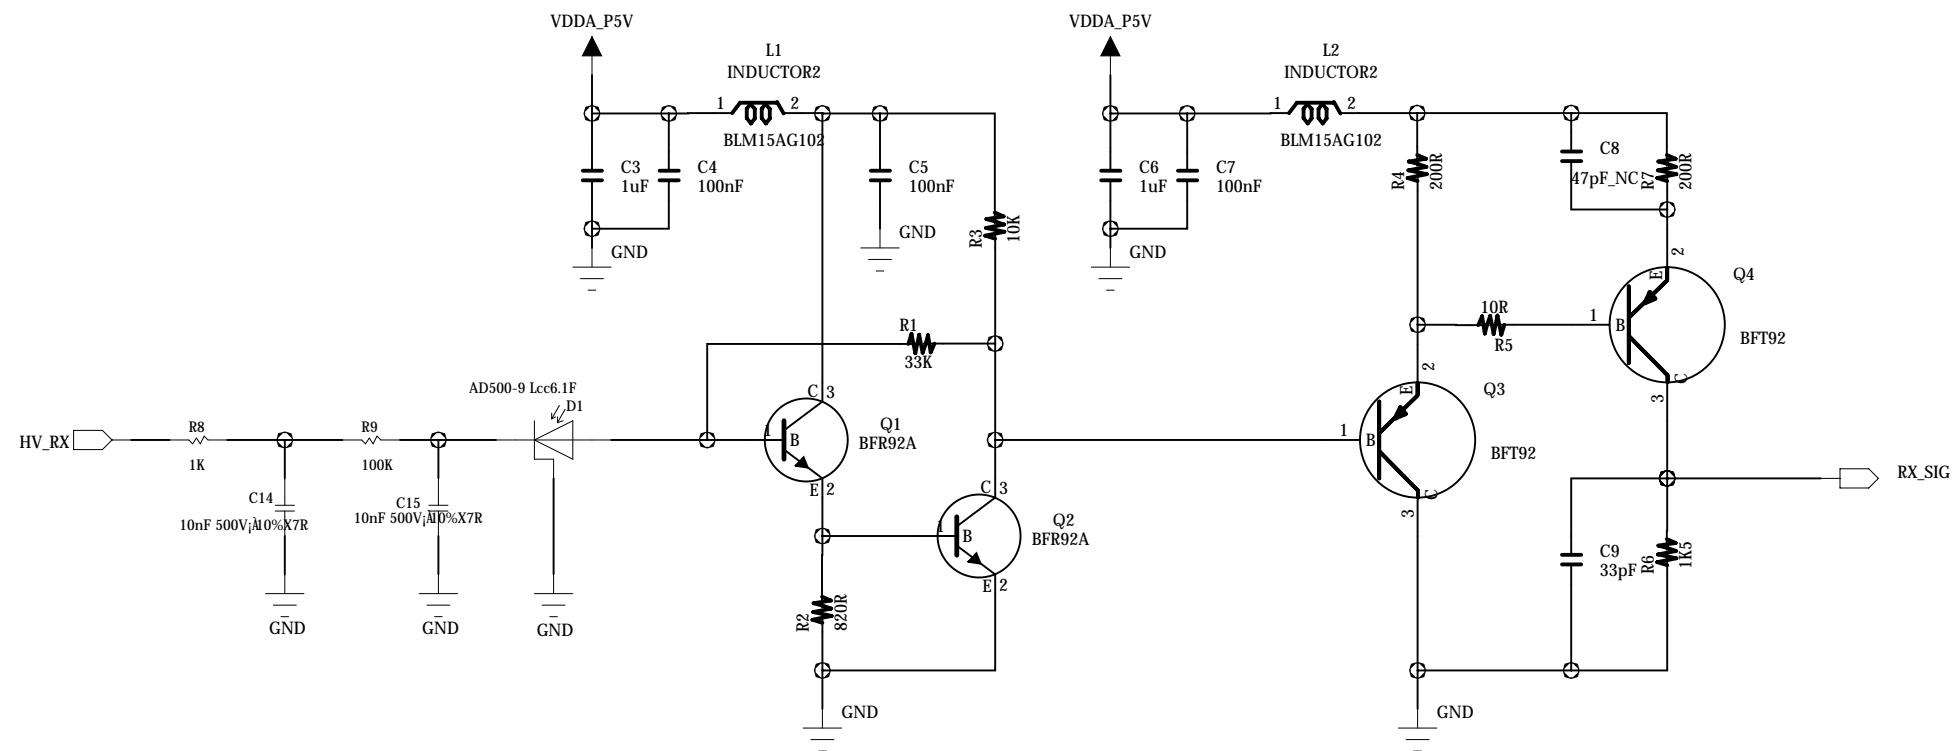 VDDA_P5V
VDDA_P5V
L1
INDUCTOR2
1
2
BLM15AG102
L2
INDUCTOR2
1
2
BLM15AG102
C3
1uF
C4
100nF
C5
100nF
GND
GND
R3
10K
C6
1uF
C7
100nF
GND
R4
200R
C8
47pF_NC
R7
200R
R1
33K
10R
R5
1
B
E
2
C
3
Q4
BFT92
AD500-9 Lcc6.1F
D1
HV_RX
R8
1K
R9
100K
C14
10nF 500V¡À10%X7R
C15
10nF 500V¡À10%X7R
GND
GND
GND
1
B
C 3
E 2
Q1
BFR92A
1
B
C 3
E 2
Q2
BFR92A
R2
820R
GND
1
B
E
2
C
3
Q3
BFT92
RX_SIG
C9
33pF
R6
1K5
GND